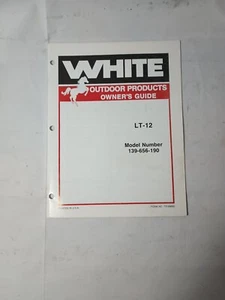 WHITE
OUTDOOR PRODUCTS
OWNER'S GUIDE
LT-12
Model Number
139-656-190